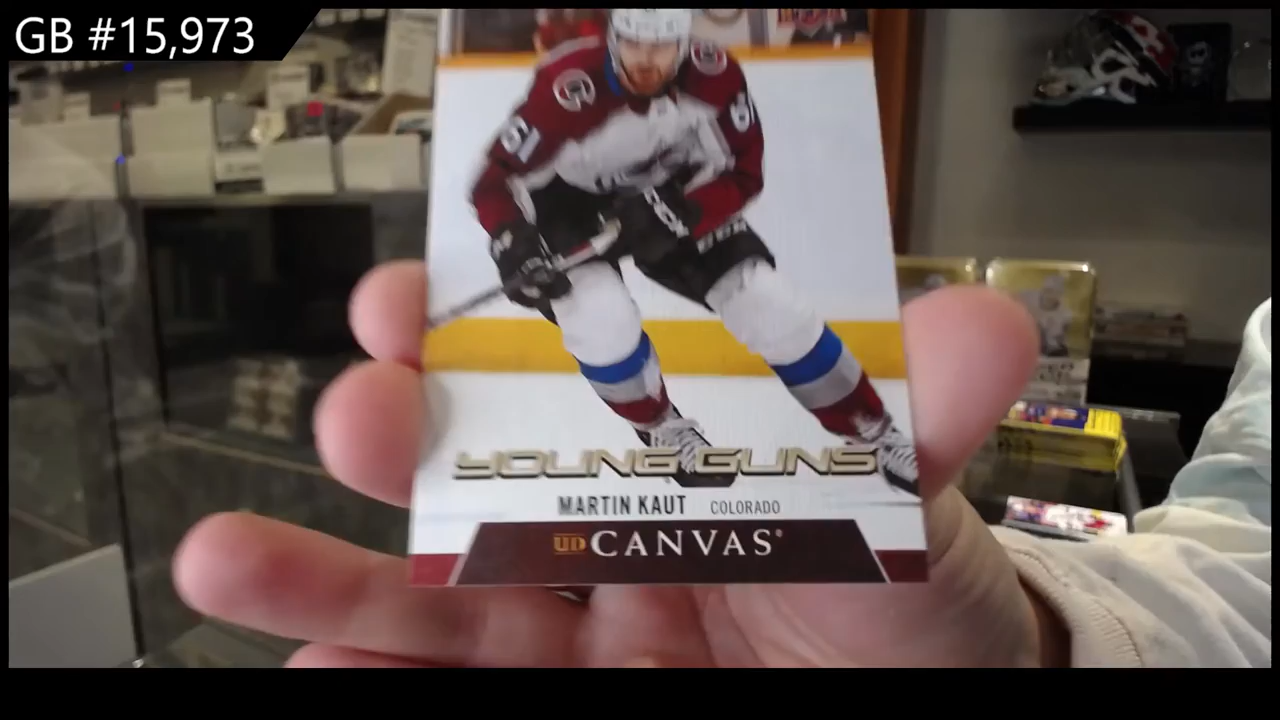 GB #15,973
61
YOUNG GUNS
MARTIN KAUT COLORADO
UD CANVAS